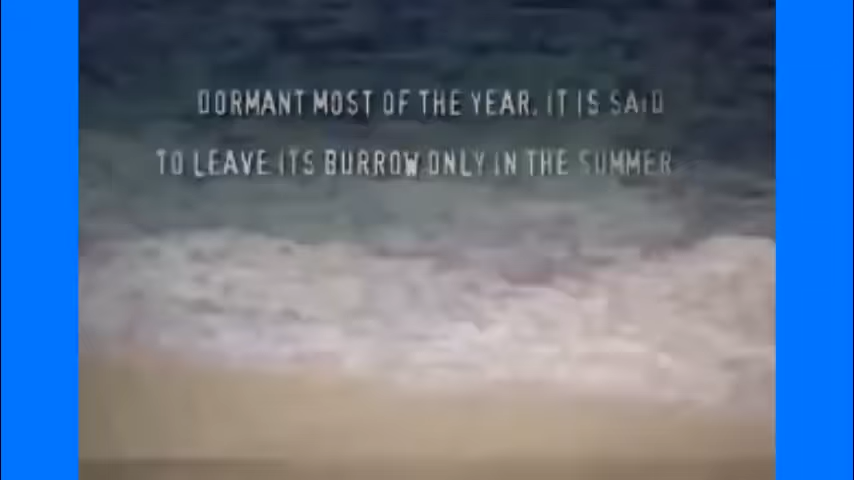 DORMANT MOST OF THE YEAR, IT IS SAID
TO LEAVE ITS BURROW ONLY IN THE SUMMER